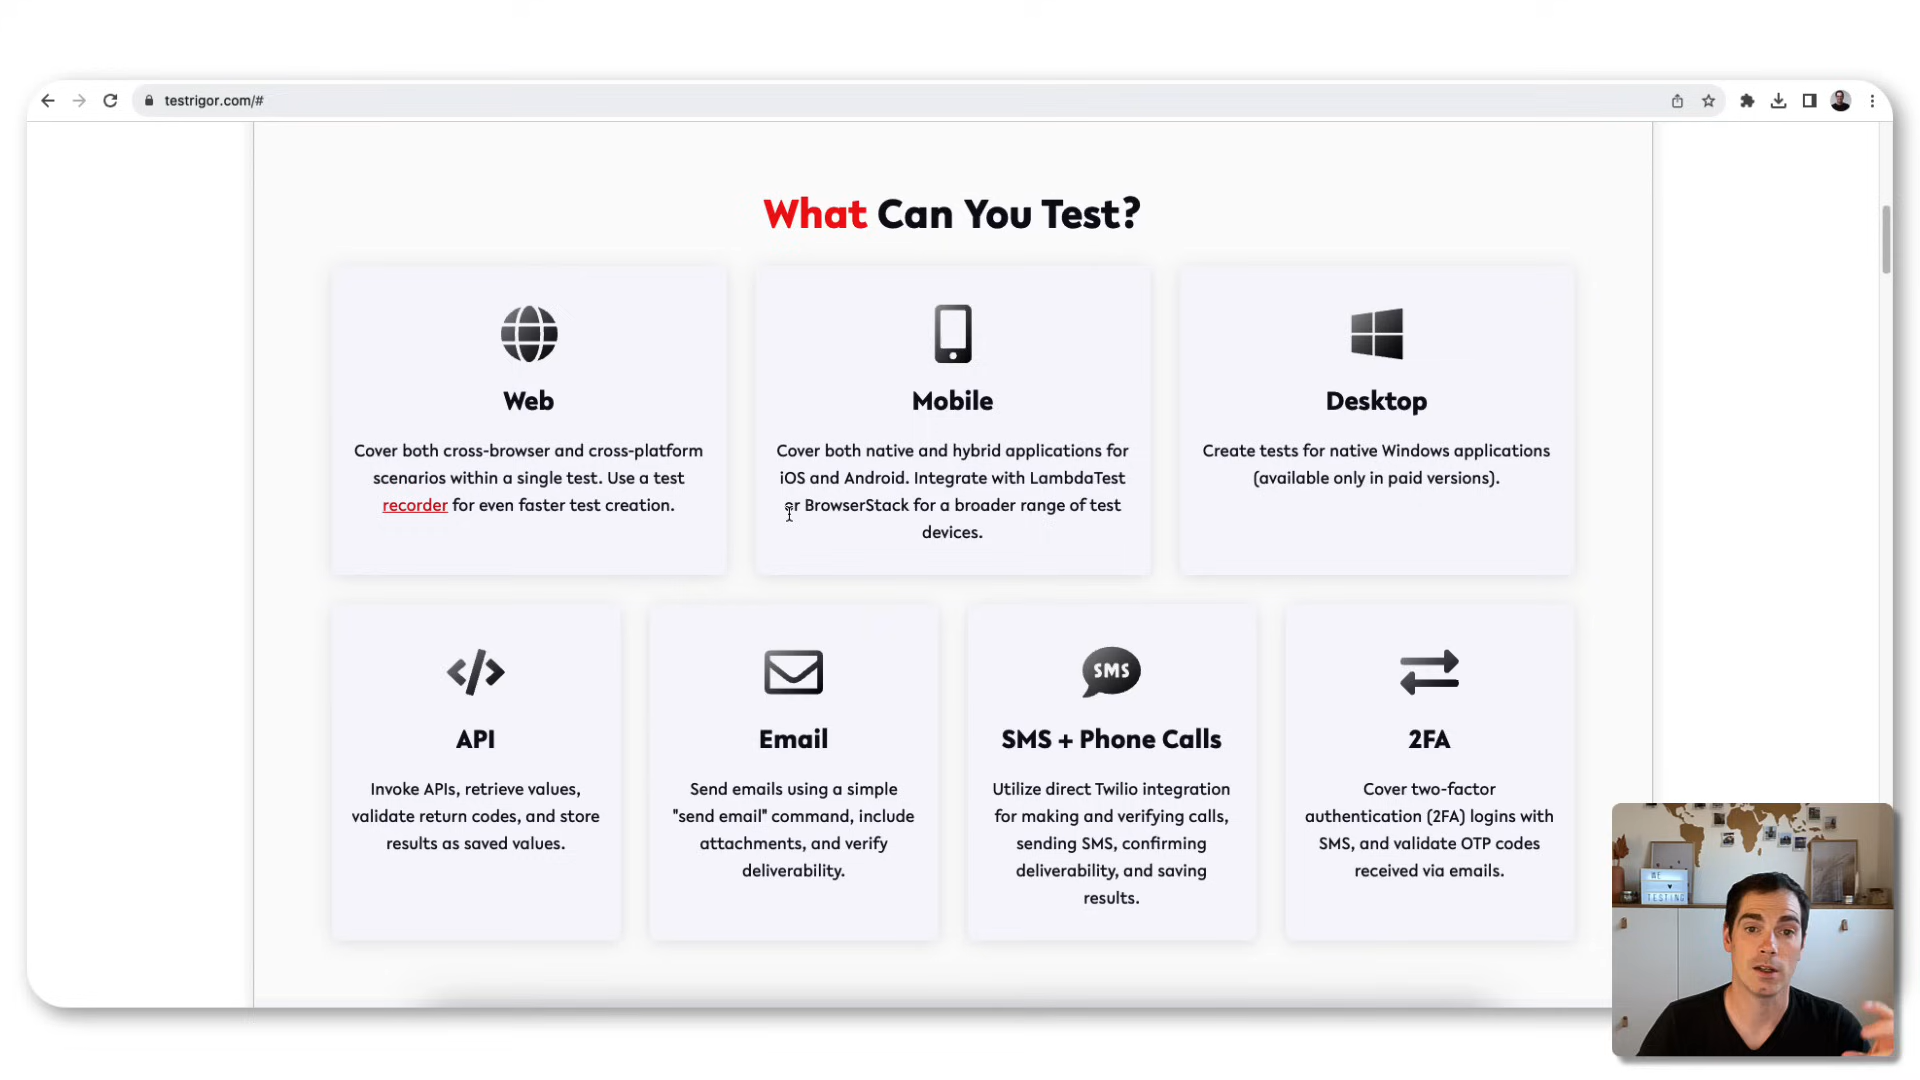 testrigor.com/#
What Can You Test?
Web
Cover both cross-browser and cross-platform
scenarios within a single test. Use a test
recorder for even faster test creation.
Mobile
Cover both native and hybrid applications for
iOS and Android. Integrate with LambdaTest
or BrowserStack for a broader range of test
devices.
Desktop
Create tests for native Windows applications
(available only in paid versions).
API
Invoke APIs, retrieve values,
validate return codes, and store
results as saved values.
Email
Send emails using a simple
"send email" command, include
attachments, and verify
deliverability.
SMS
SMS + Phone Calls
Utilize direct Twilio integration
for making and verifying calls,
sending SMS, confirming
deliverability, and saving
results.
2FA
Cover two-factor
authentication (2FA) logins with
SMS, and validate OTP codes
received via emails.
WE
TESTING